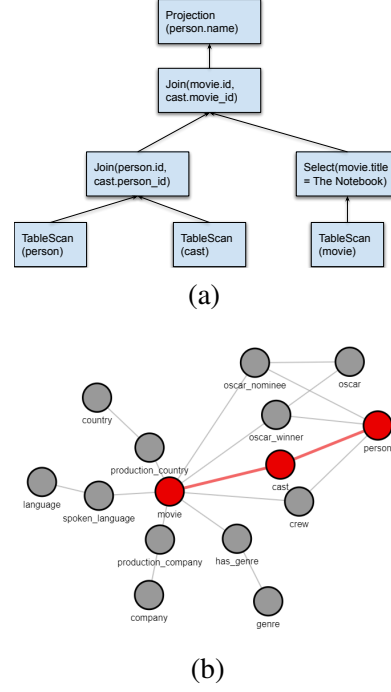 Projection
(person.name)
Join(movie.id,
cast.movie_id)
Join(person.id,
cast.person_id)
Select(movie.title
= The Notebook)
TableScan
(person)
TableScan
(cast)
TableScan
(movie)
(a)
oscar_nominee
oscar
country
oscar_winner
person
production_country
cast
language
spoken_language
movie
crew
production_company
has_genre
company
genre
(b)